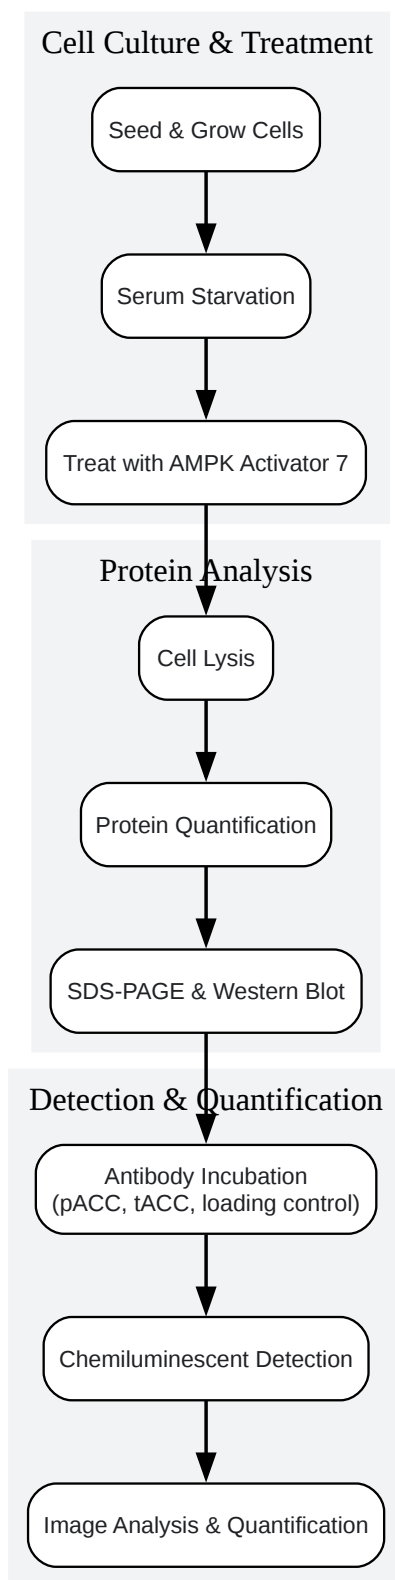 Cell Culture & Treatment
Seed & Grow Cells
Serum Starvation
Treat with AMPK Activator 7
Protein Analysis
Cell Lysis
Protein Quantification
SDS-PAGE & Western Blot
Detection & Quantification
Antibody Incubation
(pACC, tACC, loading control)
Chemiluminescent Detection
Image Analysis & Quantification